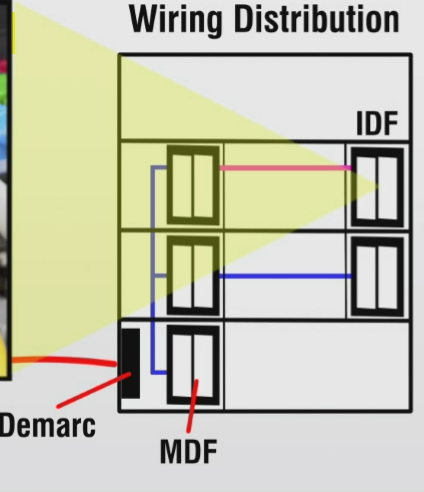 Wiring Distribution
IDF
Demarc
MDF